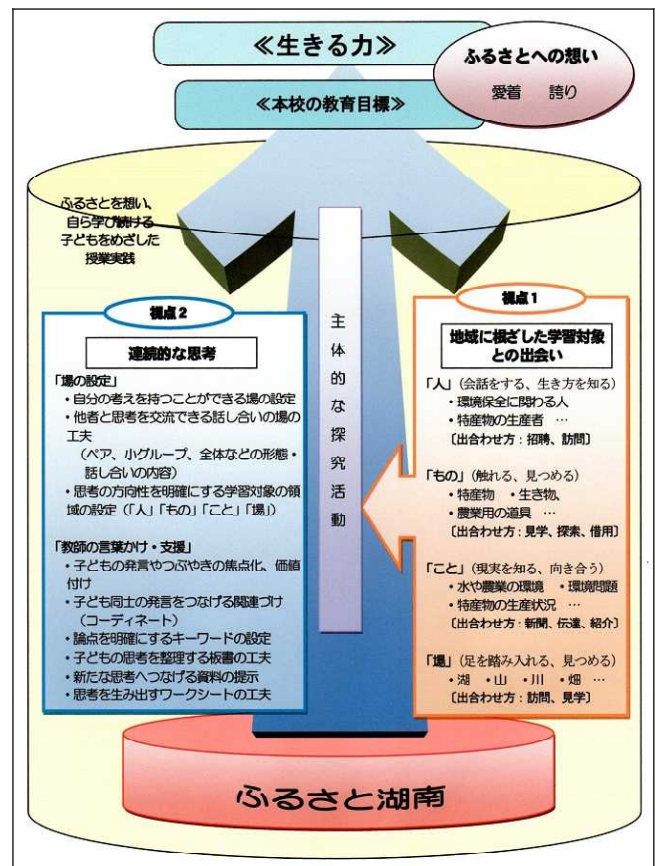 ≪生きる力≫
ふるさとへの想い
愛着　誇り
≪本校の教育目標≫
ふるさとを想い、
自ら学び続ける
子どもをめざした
授業実践
主体的な探究活動
視点2
連続的な思考
「場の設定」
・自分の考えを持つことができる場の設定
・他者と思考を交流できる話し合いの場の
工夫
（ペア、小グループ、全体などの形態・
話し合いの内容）
・思考の方向性を明確にする学習対象の領
域の設定（「人」「もの」「こと」「場」）
「教師の言葉かけ・支援」
・子どもの発言やつぶやきの焦点化、価値
付け
・子ども同士の発言をつなげる関連づけ
（コーディネート）
・論点を明確にするキーワードの設定
・子どもの思考を整理する板書の工夫
・新たな思考へつなげる資料の提示
・思考を生み出すワークシートの工夫
視点1
地域に根ざした学習対象
との出会い
「人」（会話をする、生き方を知る）
・環境保全に関わる人
・特産物の生産者　…
〔出合わせ方：招聘、訪問〕
「もの」（触れる、見つめる）
・特産物　・生き物、
・農業用の道具　…
〔出合わせ方：見学、探索、借用〕
「こと」（現実を知る、向き合う）
・水や農業の環境　・環境問題
・特産物の生産状況　…
〔出合わせ方：新聞、伝達、紹介〕
「場」（足を踏み入れる、見つめる）
・湖　・山　・川　・畑　…
〔出合わせ方：訪問、見学〕
ふるさと湖南